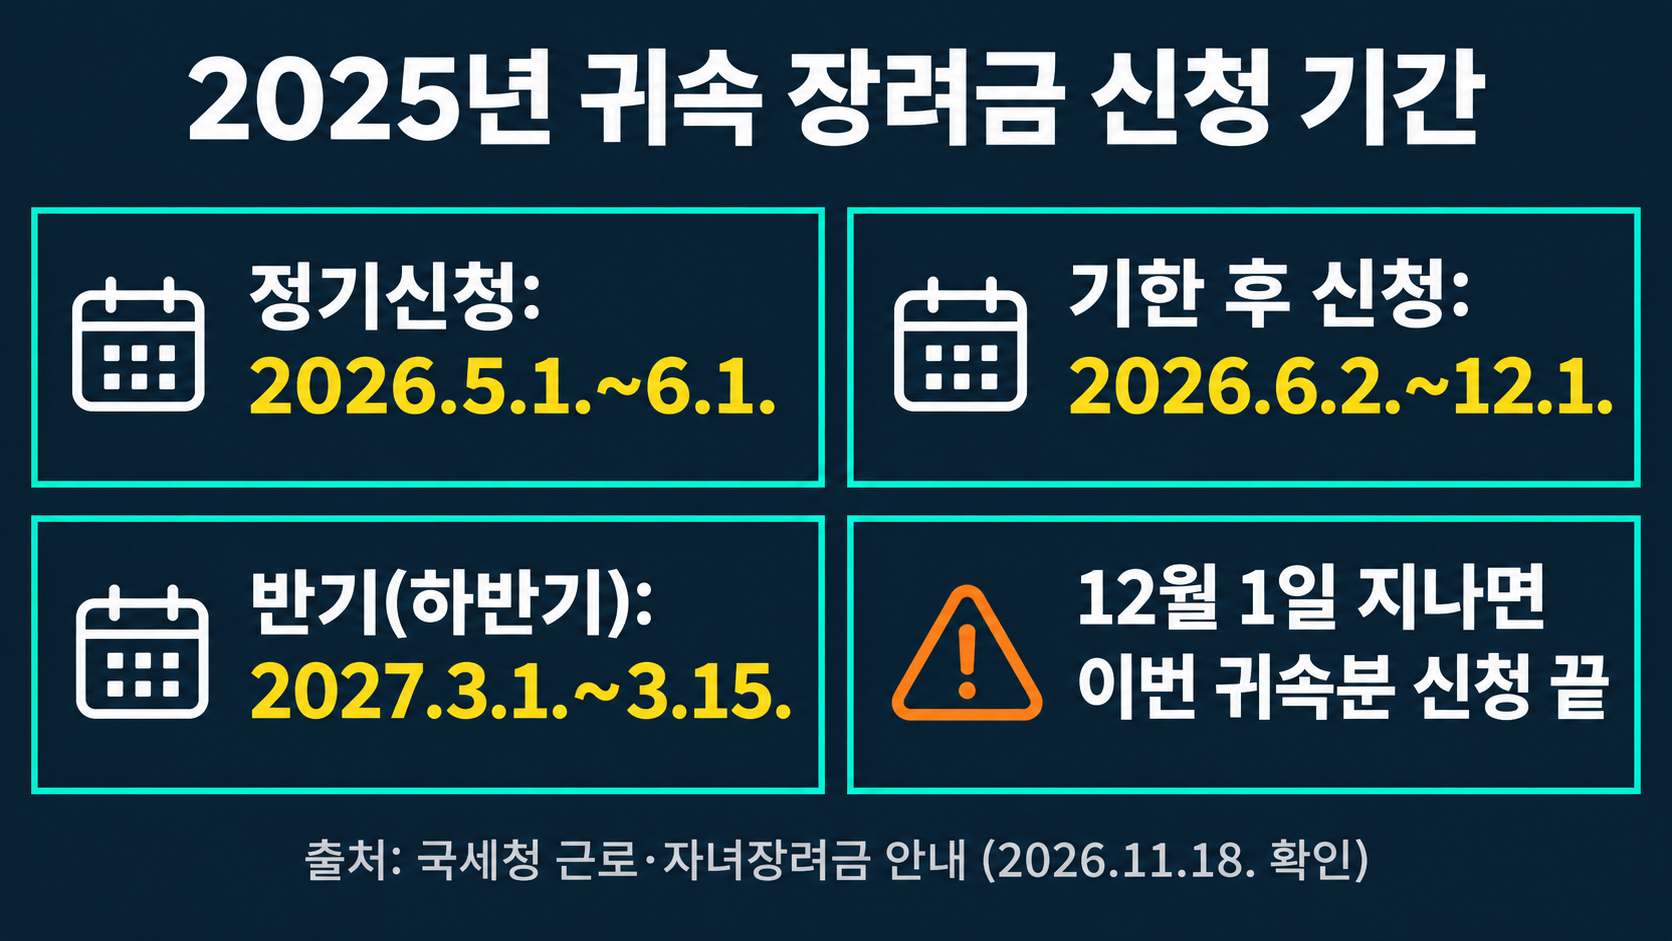 2025년 귀속 장려금 신청 기간
정기신청:
2026.5.1.~6.1.
기한 후 신청:
2026.6.2.~12.1.
반기(하반기):
2027.3.1.~3.15.
12월 1일 지나면
이번 귀속분 신청 끝
출처: 국세청 근로·자녀장려금 안내 (2026.11.18. 확인)